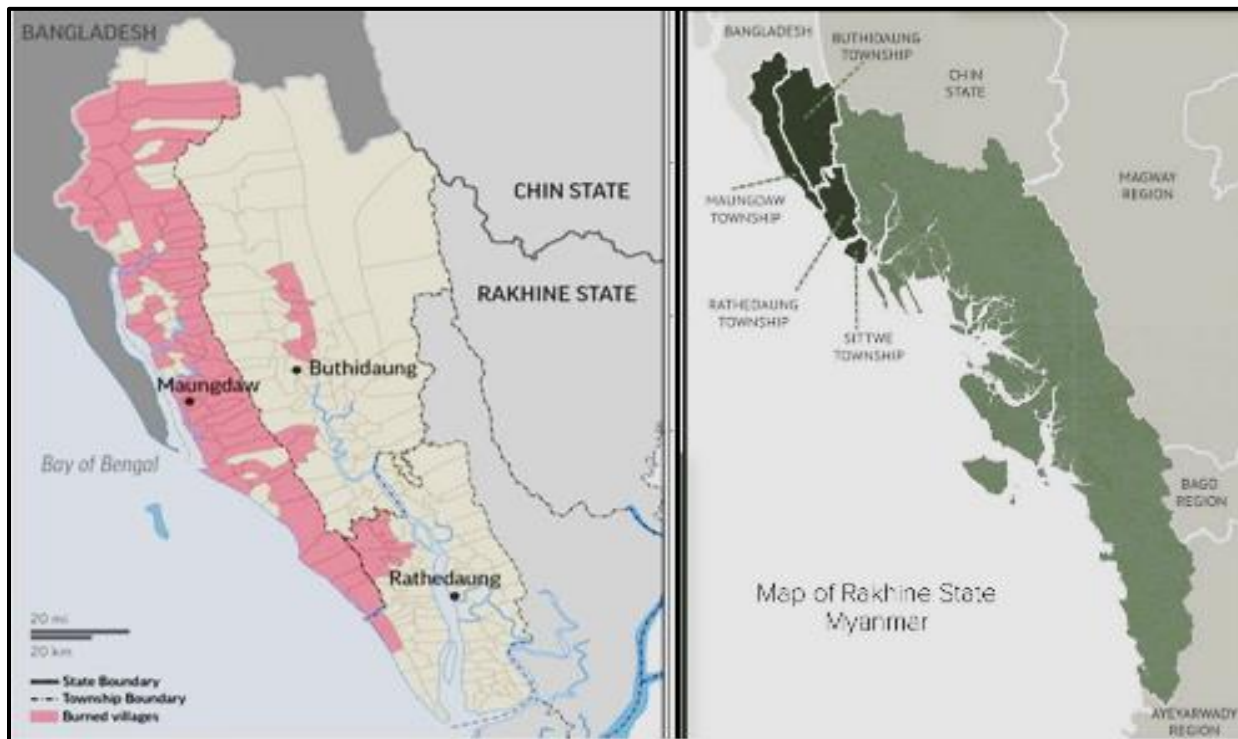 BANGLADESH
CHIN STATE
RAKHINE STATE
Buthidaung
Maungdaw
Bay of Bengal
Rathedaung
20 mi
20 km
State Boundary
Township Boundary
Burned villages
BANGLADESH
BUTHIDAUNG
TOWNSHIP
CHIN
STATE
MAGWAY
REGION
MAUNGDAW
TOWNSHIP
RATHEDAUNG
TOWNSHIP
SITTWE
TOWNSHIP
BAGO
REGION
Map of Rakhine State
Myanmar
AYEYARWADY
REGION